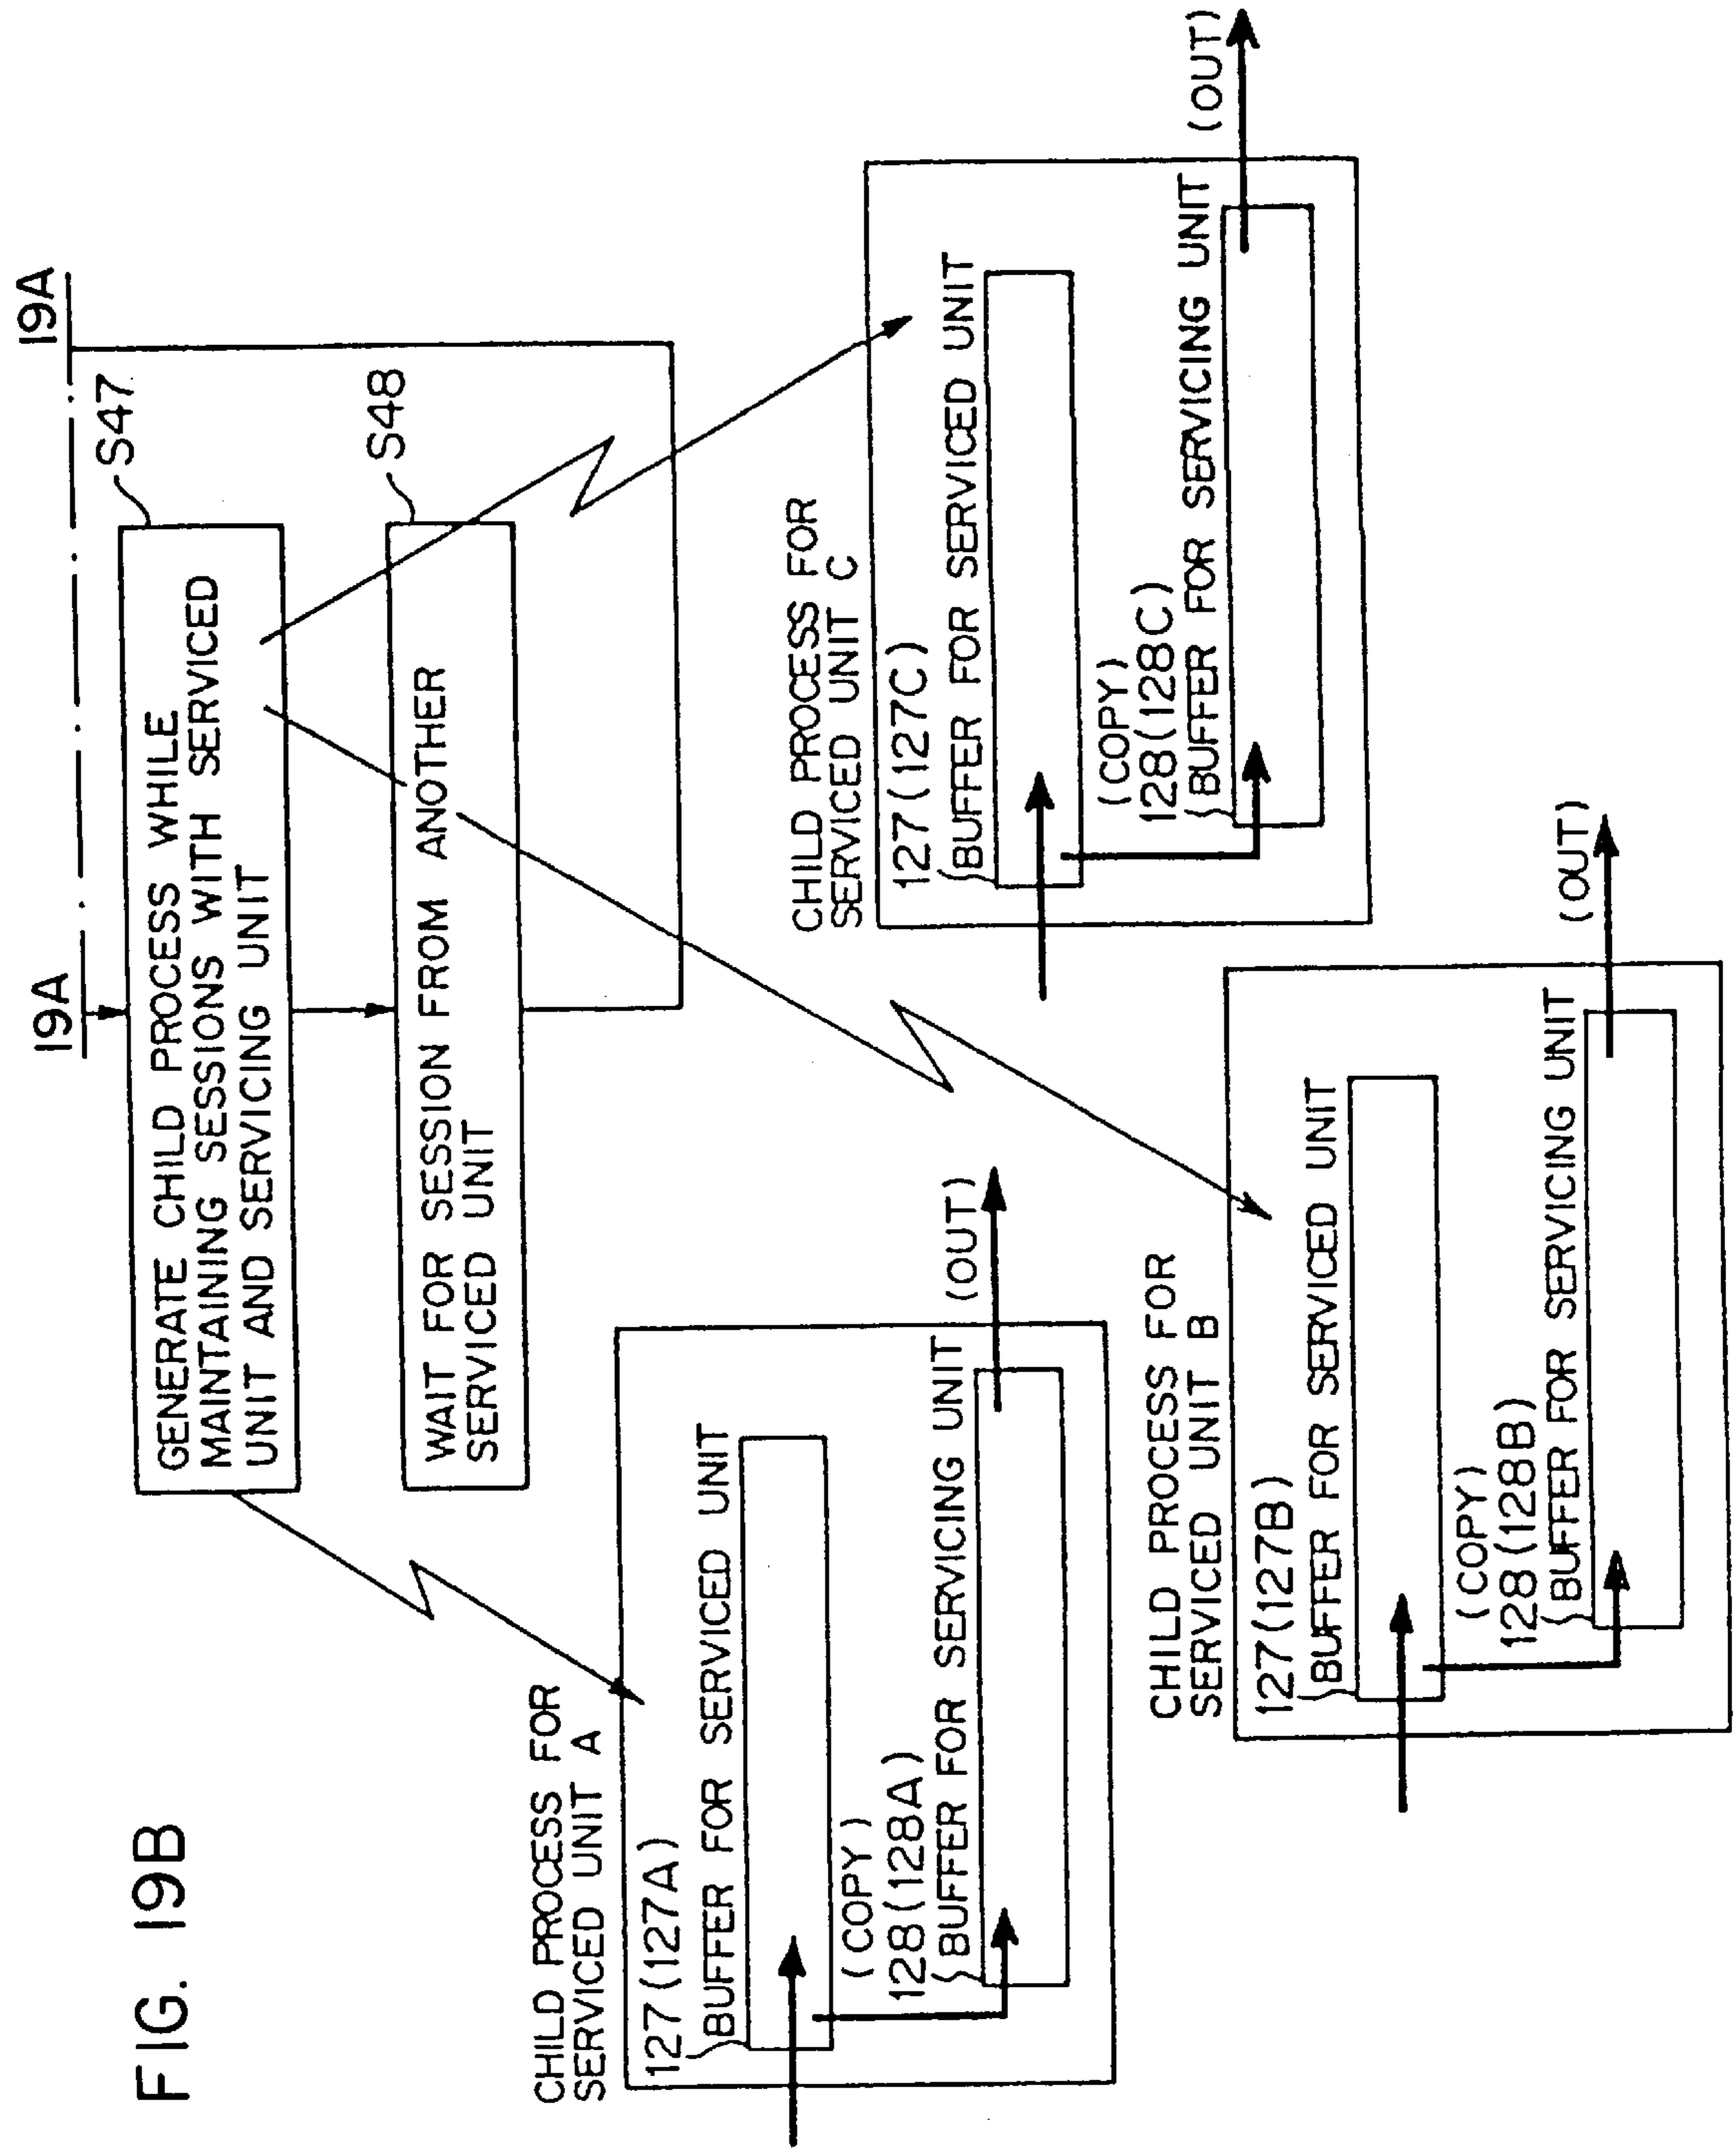 FIG. 19B
19A
19A
S47
GENERATE CHILD PROCESS WHILE
MAINTAINING SESSIONS WITH SERVICED
UNIT AND SERVICING UNIT
S48
WAIT FOR SESSION FROM ANOTHER
SERVICED UNIT
CHILD PROCESS FOR
SERVICED UNIT A
127(127A)
BUFFER FOR SERVICED UNIT
(COPY)
128(128A)
BUFFER FOR SERVICING UNIT
(OUT)
CHILD PROCESS FOR
SERVICED UNIT B
127(127B)
BUFFER FOR SERVICED UNIT
(COPY)
128(128B)
BUFFER FOR SERVICING UNIT
(OUT)
CHILD PROCESS FOR
SERVICED UNIT C
127(127C)
BUFFER FOR SERVICED UNIT
(COPY)
128(128C)
BUFFER FOR SERVICING UNIT
(OUT)